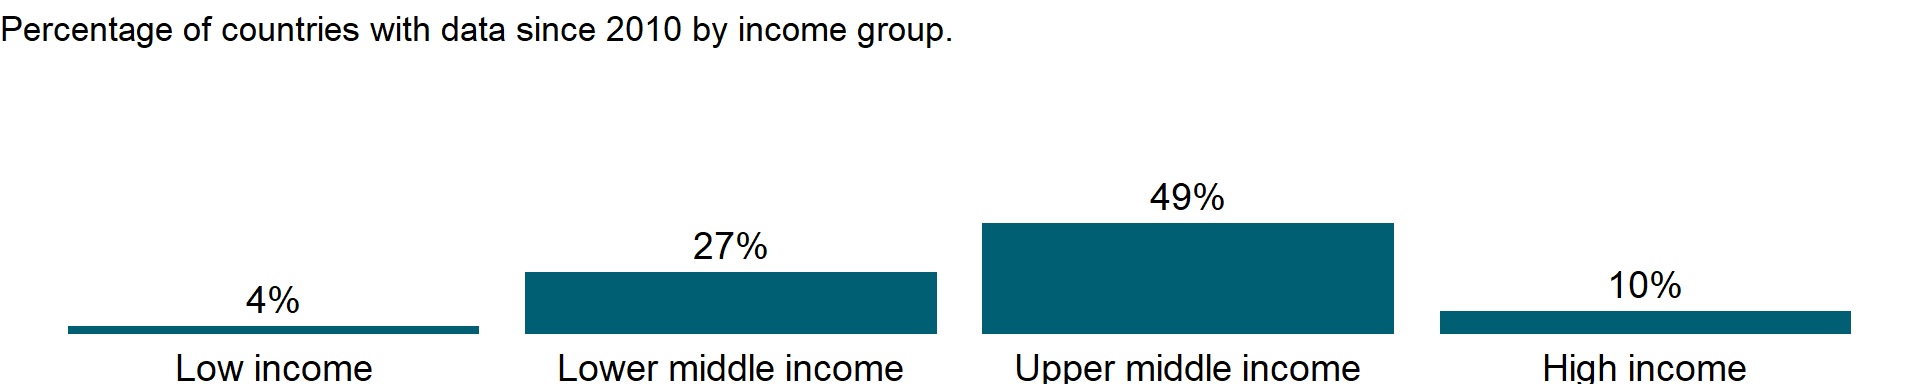 Percentage of countries with data since 2010 by income group.
49%
27%
10%
4%
Low income Lower middle income Upper middle income High income